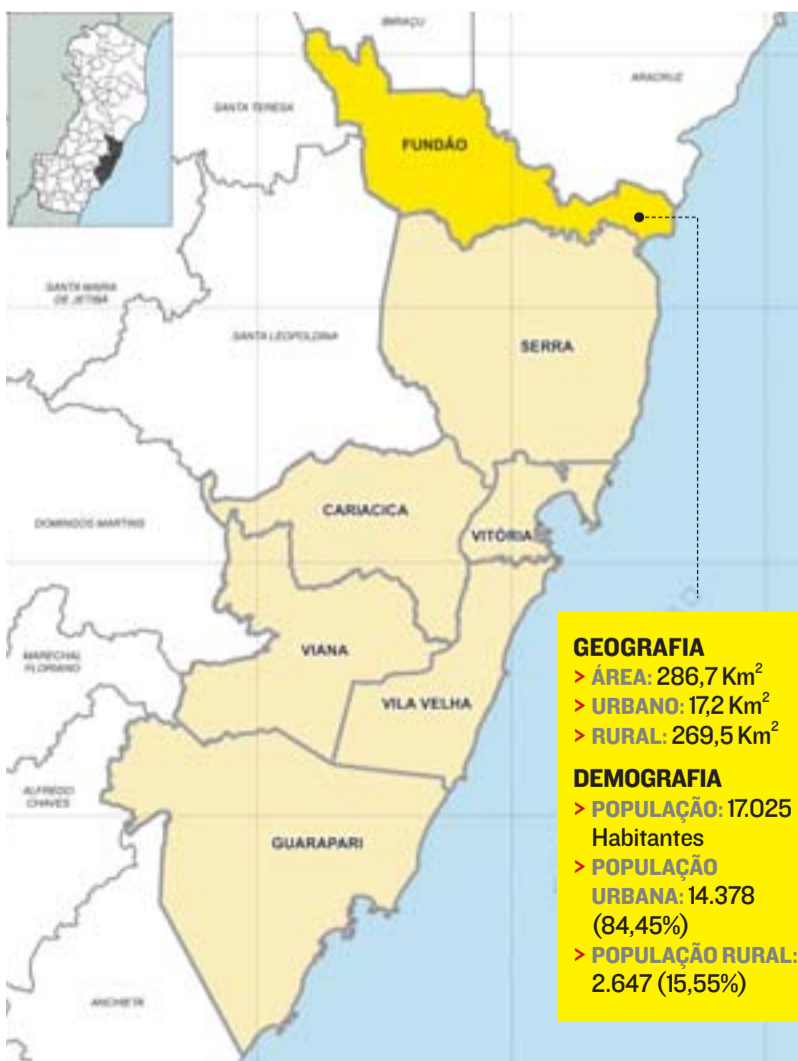 IBIRAÇU
ARACRUZ
SANTA TERESA
FUNDÃO
SANTA MARIA
DE JETIBA
SANTA LEOPOLDINA
SERRA
CARIACICA
DOMINGOS MARTINS
VITÓRIA
VIANA
MARECHAL
FLORIANO
VILA VELHA
ALFREDO
CHAVES
GUARAPARI
ANCHIETA
GEOGRAFIA
> ÁREA: 286,7 Km²
> URBANO: 17,2 Km²
> RURAL: 269,5 Km²
DEMOGRAFIA
> POPULAÇÃO: 17.025
Habitantes
> POPULAÇÃO
URBANA: 14.378
(84,45%)
> POPULAÇÃO RURAL:
2.647 (15,55%)